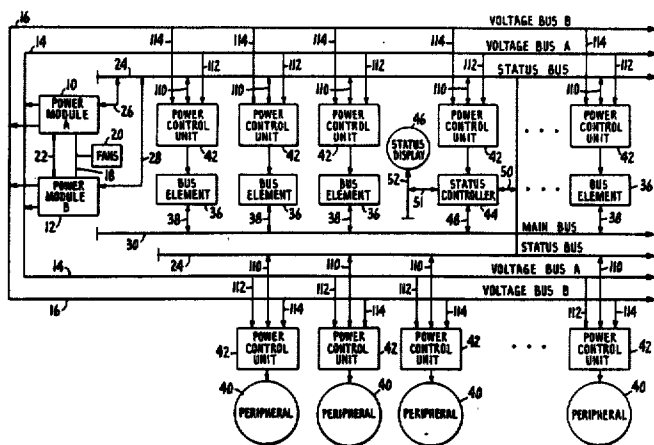 16
VOLTAGE BUS B
14
114
114
114
114
114
VOLTAGE BUS A
24
112
112
112
112
112
STATUS BUS
10
26
110
110
110
110
110
46
POWER MODULE A
POWER CONTROL UNIT
POWER CONTROL UNIT
POWER CONTROL UNIT
STATUS DISPLAY
POWER CONTROL UNIT
POWER CONTROL UNIT
20
FANS
22
18
28
42
42
42
42
42
52
50
POWER MODULE B
BUS ELEMENT
BUS ELEMENT
BUS ELEMENT
STATUS CONTROLLER
BUS ELEMENT
36
36
36
44
36
12
38
38
38
51
48
38
30
MAIN BUS
24
STATUS BUS
14
110
110
110
110
VOLTAGE BUS A
16
112
112
112
112
VOLTAGE BUS B
114
114
114
114
POWER CONTROL UNIT
POWER CONTROL UNIT
POWER CONTROL UNIT
POWER CONTROL UNIT
42
42
42
42
40
40
40
40
PERIPHERAL
PERIPHERAL
PERIPHERAL
PERIPHERAL